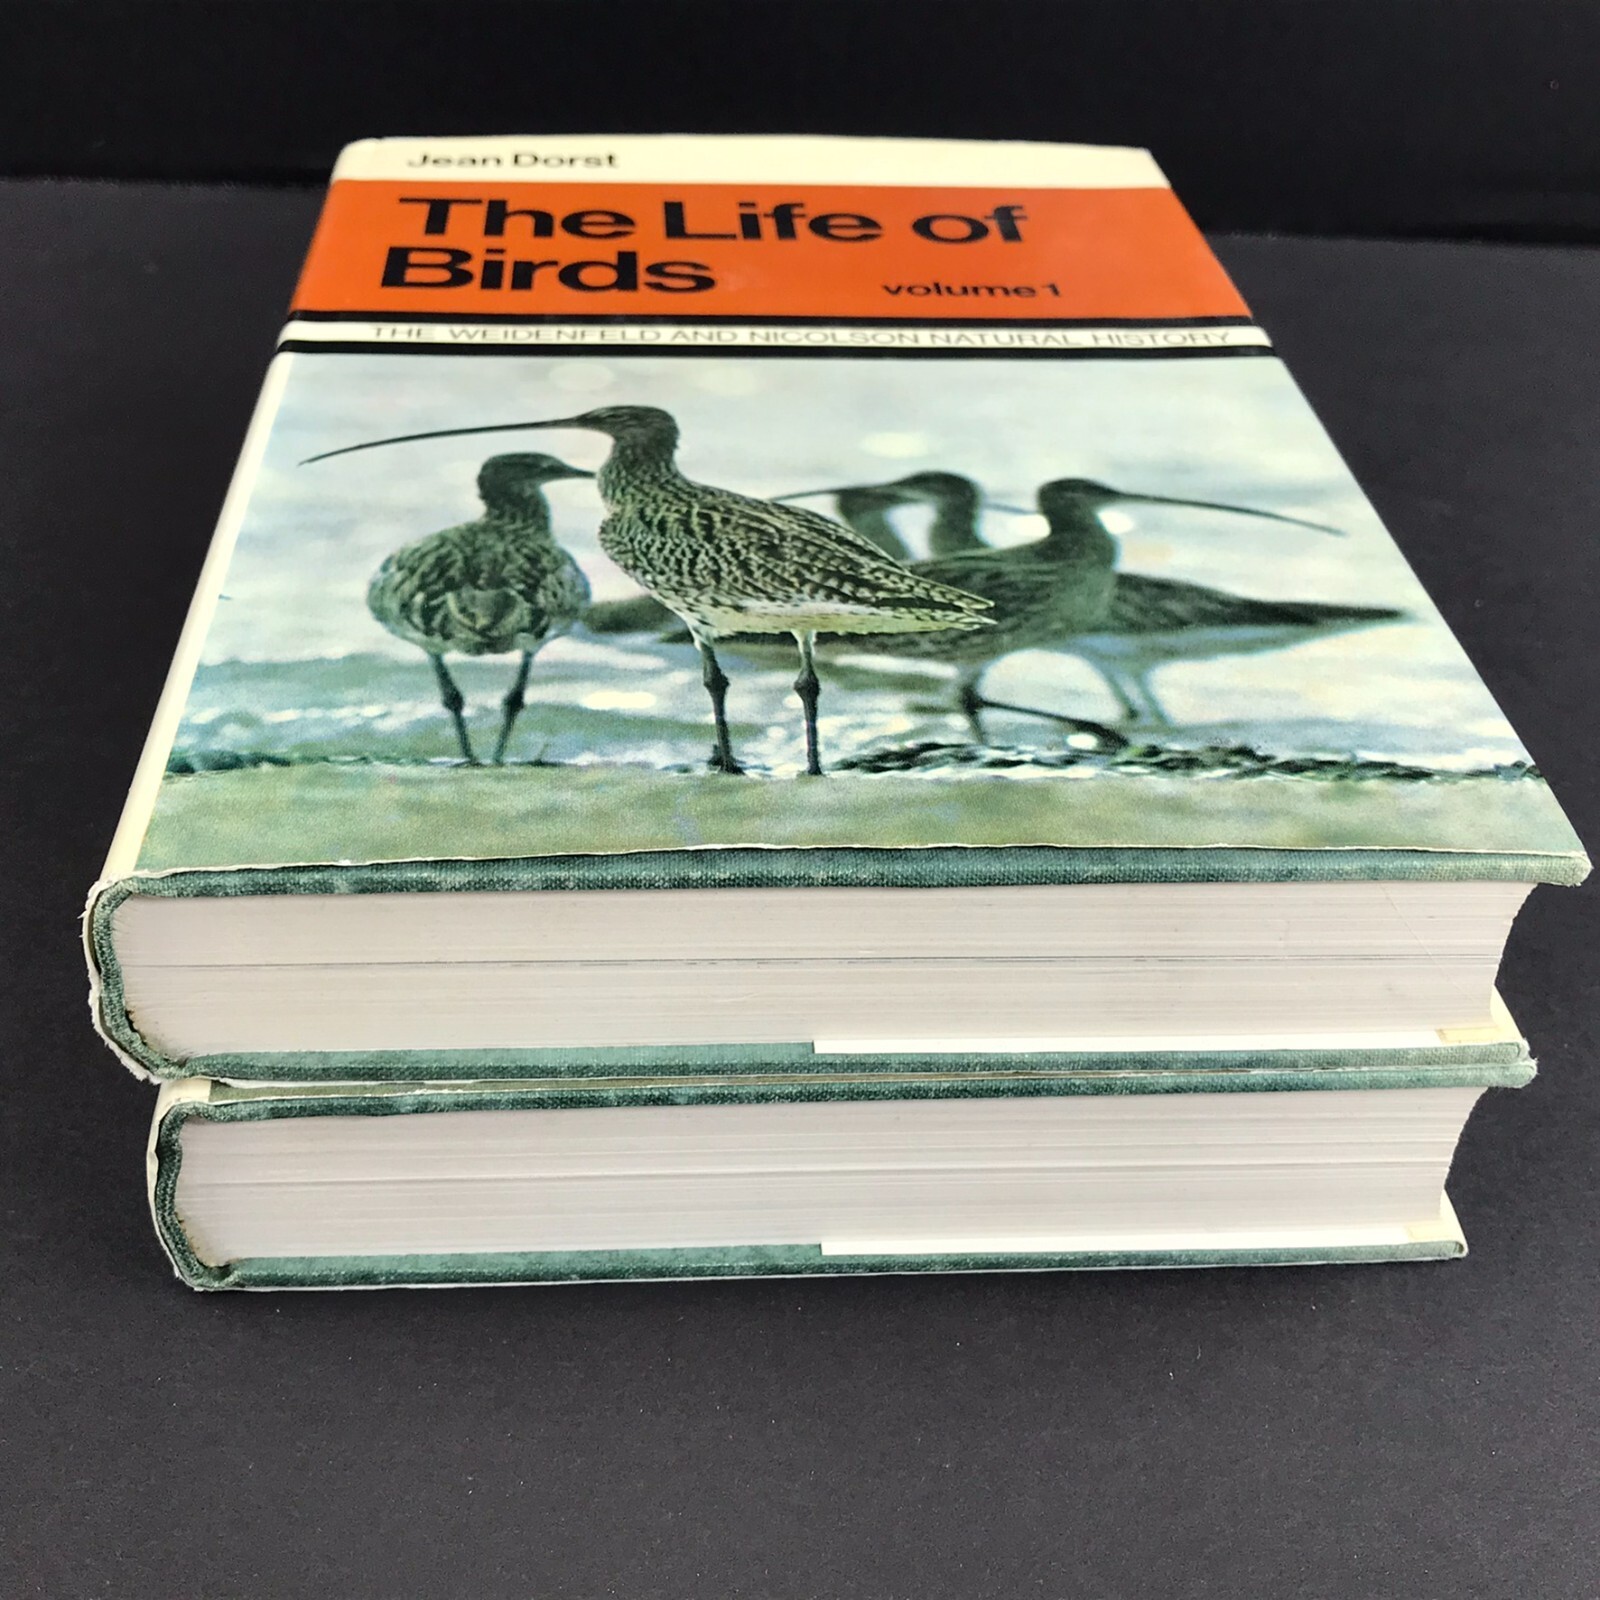 Jean Dorst
The Life of
Birds
volume 1
THE WEIDENFELD AND NICOLSON NATURAL HISTORY